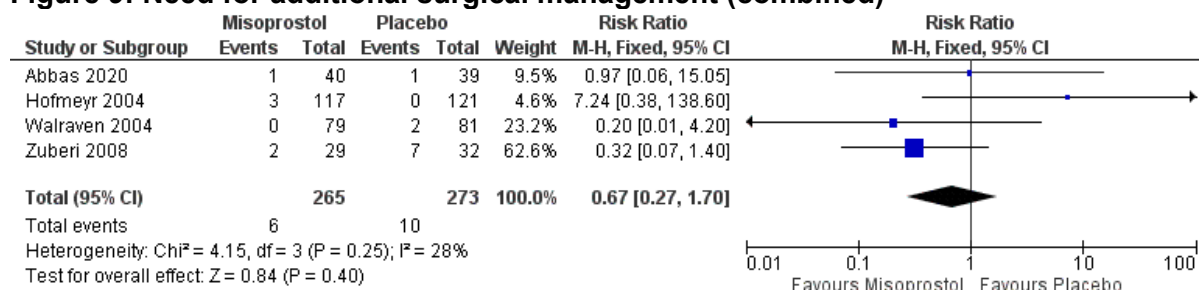 Figure 9: Need for additional surgical management (combined)
Misoprostol Placebo Risk Ratio Risk Ratio
Study or Subgroup Events Total Events Total Weight M-H, Fixed, 95% CI M-H, Fixed, 95% CI
Abbas 2020 1 40 1 39 9.5% 0.97 [0.06, 15.05]
Hofmeyr 2004 3 117 0 121 4.6% 7.24 [0.38, 138.60]
Walraven 2004 0 79 2 81 23.2% 0.20 [0.01, 4.20]
Zuberi 2008 2 29 7 32 62.6% 0.32 [0.07, 1.40]
Total (95% CI) 265 273 100.0% 0.67 [0.27, 1.70]
Total events 6 10
Heterogeneity: Chi² = 4.15, df = 3 (P = 0.25); I² = 28%
Test for overall effect: Z = 0.84 (P = 0.40)
0.01 0.1 1 10 100
Favours Misoprostol Favours Placebo